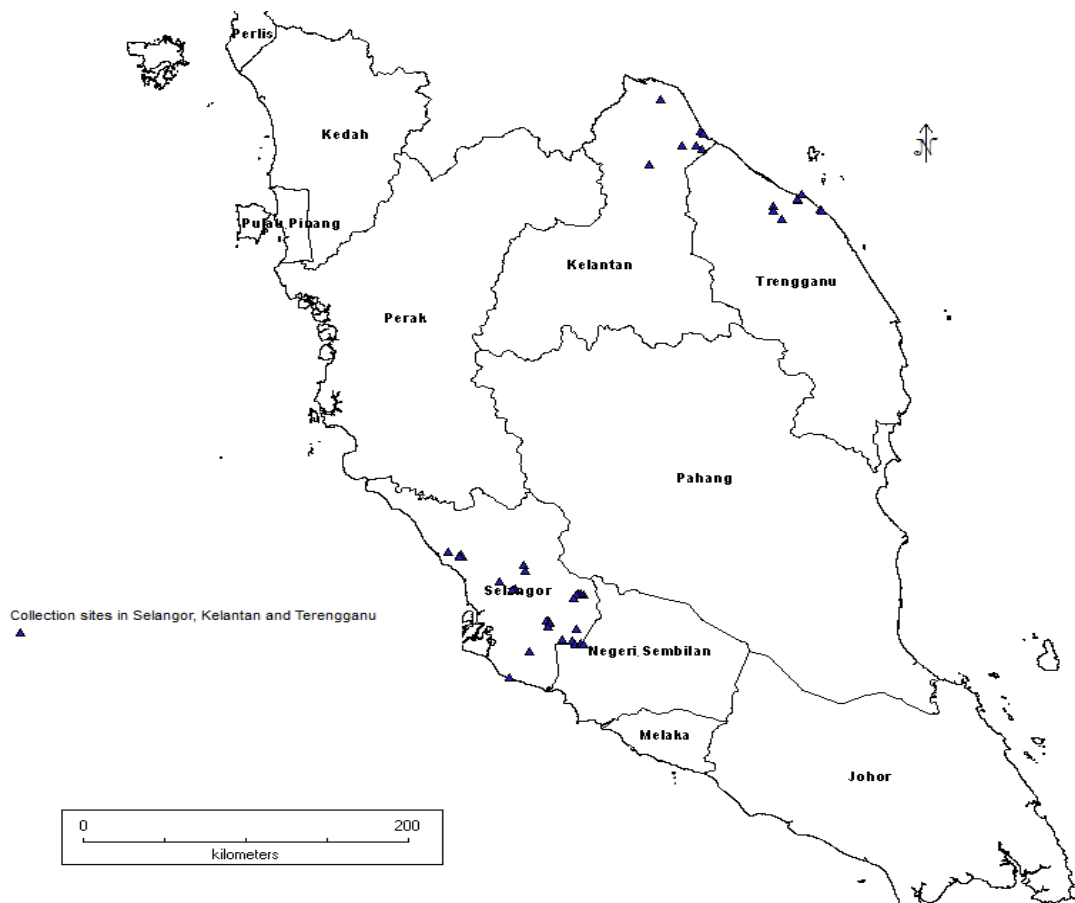 Perlis
Kedah
Pulau Pinang
Kelantan
Trengganu
Perak
Pahang
Selangor
Collection sites in Selangor, Kelantan and Terengganu
Negeri Sembilan
Melaka
Johor
N
0 200
kilometers